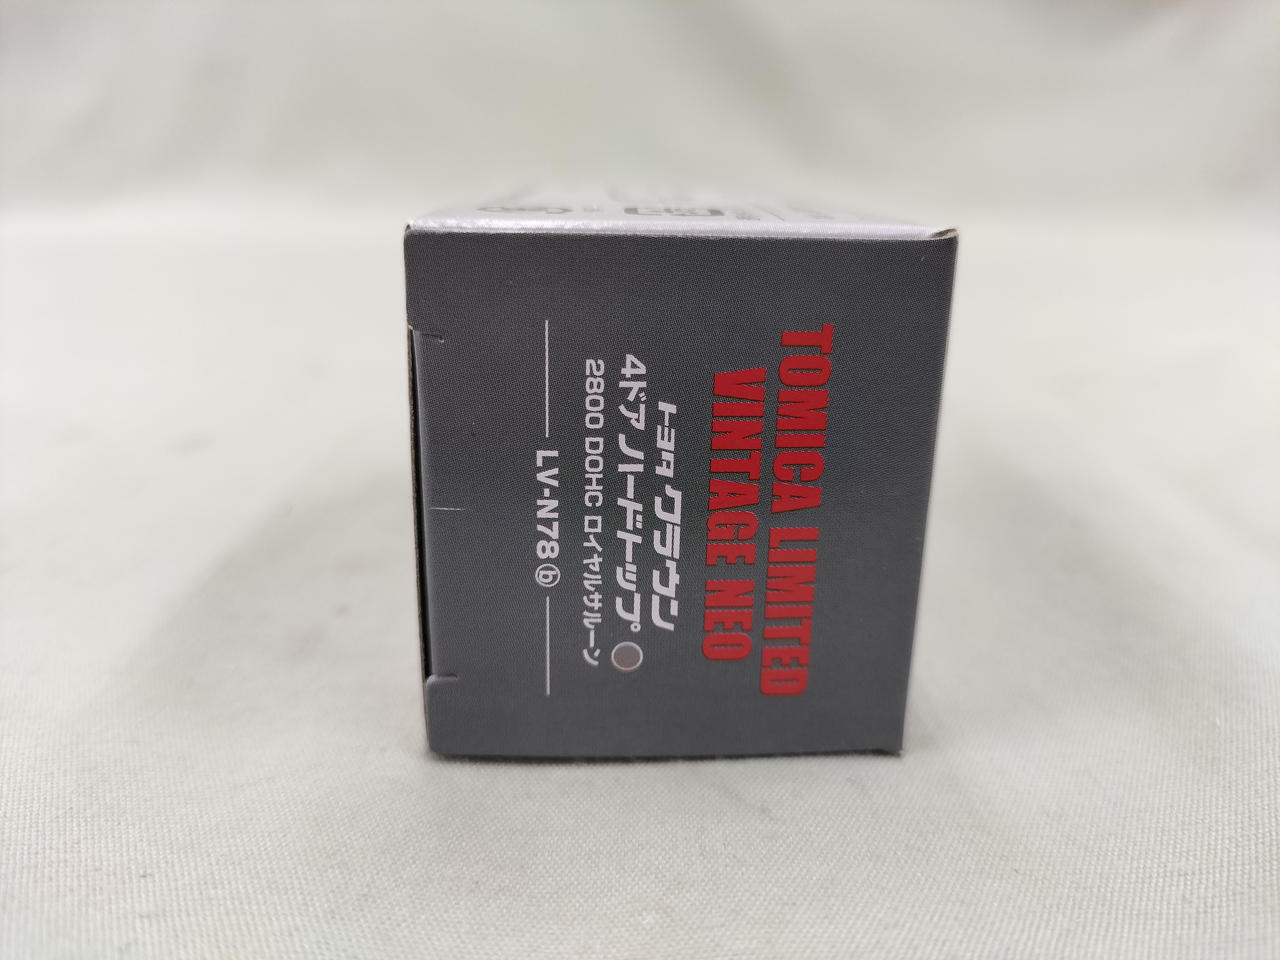 TOMICA LIMITED
VINTAGE NEO
トヨタ クラウン
4ドア ハードトップ
2800 DOHC ロイヤルサルーン
LV-N78 ⓑ